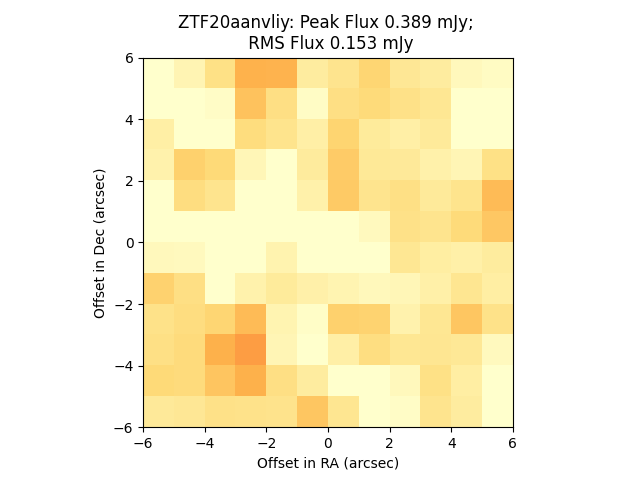 ZTF20aanvliy: Peak Flux 0.389 mJy;
RMS Flux 0.153 mJy
6
4
2
0
−2
−4
−6
Offset in Dec (arcsec)
−6 −4 −2 0 2 4 6
Offset in RA (arcsec)